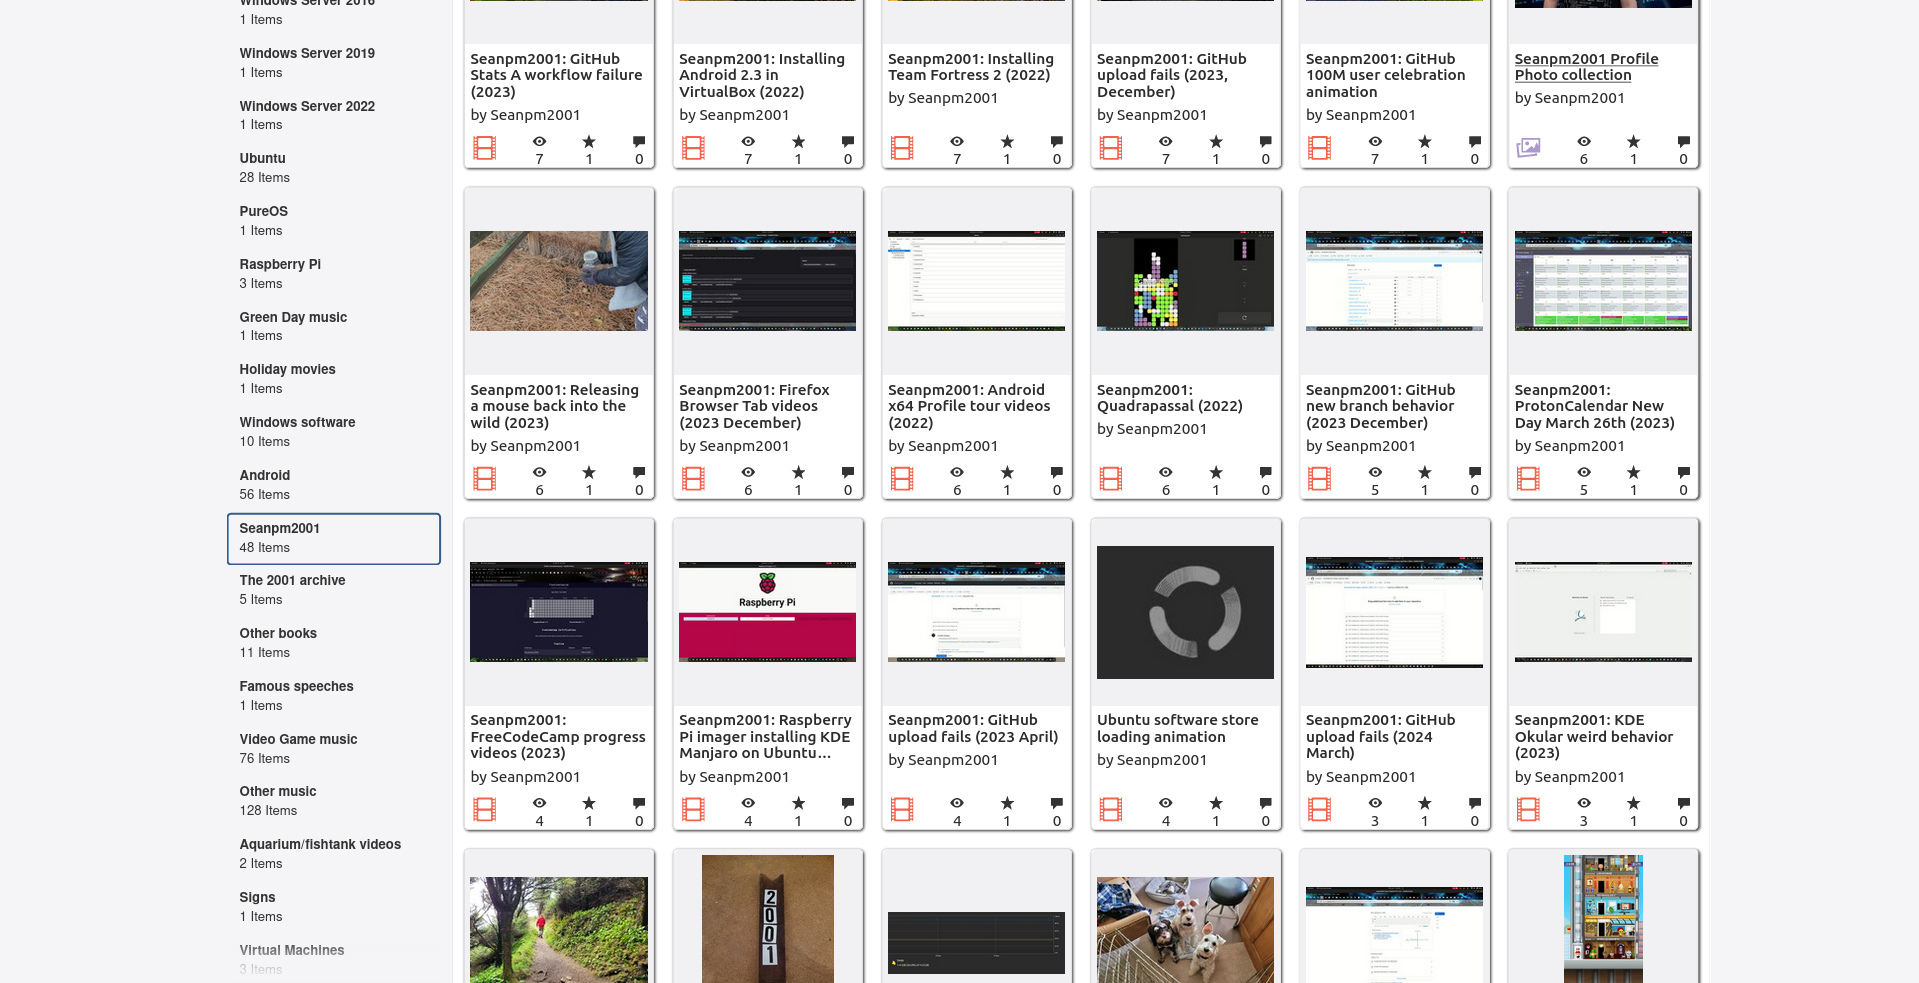 Windows Server 2016
1 Items
Windows Server 2019
1 Items
Windows Server 2022
1 Items
Ubuntu
28 Items
PureOS
1 Items
Raspberry Pi
3 Items
Green Day music
1 Items
Holiday movies
1 Items
Windows software
10 Items
Android
56 Items
Seanpm2001
48 Items
The 2001 archive
5 Items
Other books
11 Items
Famous speeches
1 Items
Video Game music
76 Items
Other music
128 Items
Aquarium/fishtank videos
2 Items
Signs
1 Items
Virtual Machines
3 Items
Seanpm2001: GitHub
Stats A workflow failure
(2023)
by Seanpm2001
7 1 0
Seanpm2001: Installing
Android 2.3 in
VirtualBox (2022)
by Seanpm2001
7 1 0
Seanpm2001: Installing
Team Fortress 2 (2022)
by Seanpm2001
7 1 0
Seanpm2001: GitHub
upload fails (2023,
December)
by Seanpm2001
7 1 0
Seanpm2001: GitHub
100M user celebration
animation
by Seanpm2001
7 1 0
Seanpm2001 Profile
Photo collection
by Seanpm2001
6 1 0
Seanpm2001: Releasing
a mouse back into the
wild (2023)
by Seanpm2001
6 1 0
Seanpm2001: Firefox
Browser Tab videos
(2023 December)
by Seanpm2001
6 1 0
Seanpm2001: Android
x64 Profile tour videos
(2022)
by Seanpm2001
6 1 0
Seanpm2001:
Quadrapassal (2022)
by Seanpm2001
6 1 0
Seanpm2001: GitHub
new branch behavior
(2023 December)
by Seanpm2001
5 1 0
Seanpm2001:
ProtonCalendar New
Day March 26th (2023)
by Seanpm2001
5 1 0
Seanpm2001:
FreeCodeCamp progress
videos (2023)
by Seanpm2001
4 1 0
Raspberry Pi
Seanpm2001: Raspberry
Pi imager installing KDE
Manjaro on Ubuntu...
by Seanpm2001
4 1 0
Seanpm2001: GitHub
upload fails (2023 April)
by Seanpm2001
4 1 0
Ubuntu software store
loading animation
by Seanpm2001
4 1 0
Seanpm2001: GitHub
upload fails (2024
March)
by Seanpm2001
3 1 0
Seanpm2001: KDE
Okular weird behavior
(2023)
by Seanpm2001
3 1 0
2001